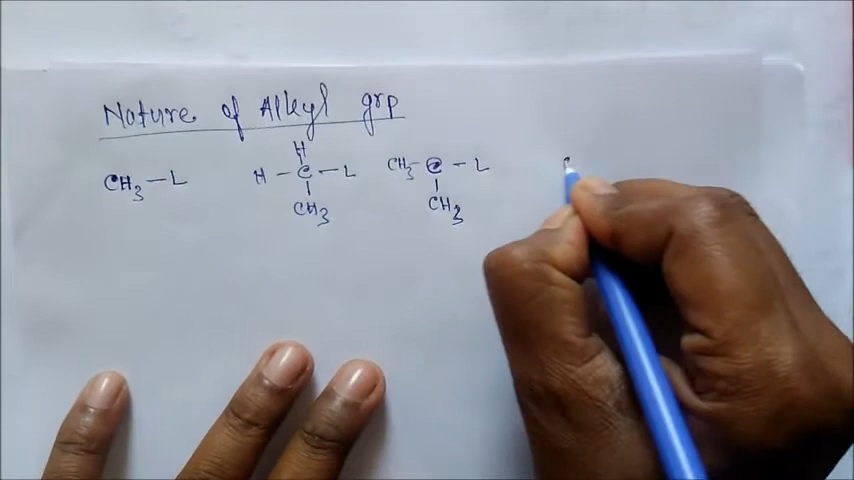 Nature of Alkyl grp
H
CH3 - L H - C - L CH3 - C - L
CH3 CH3